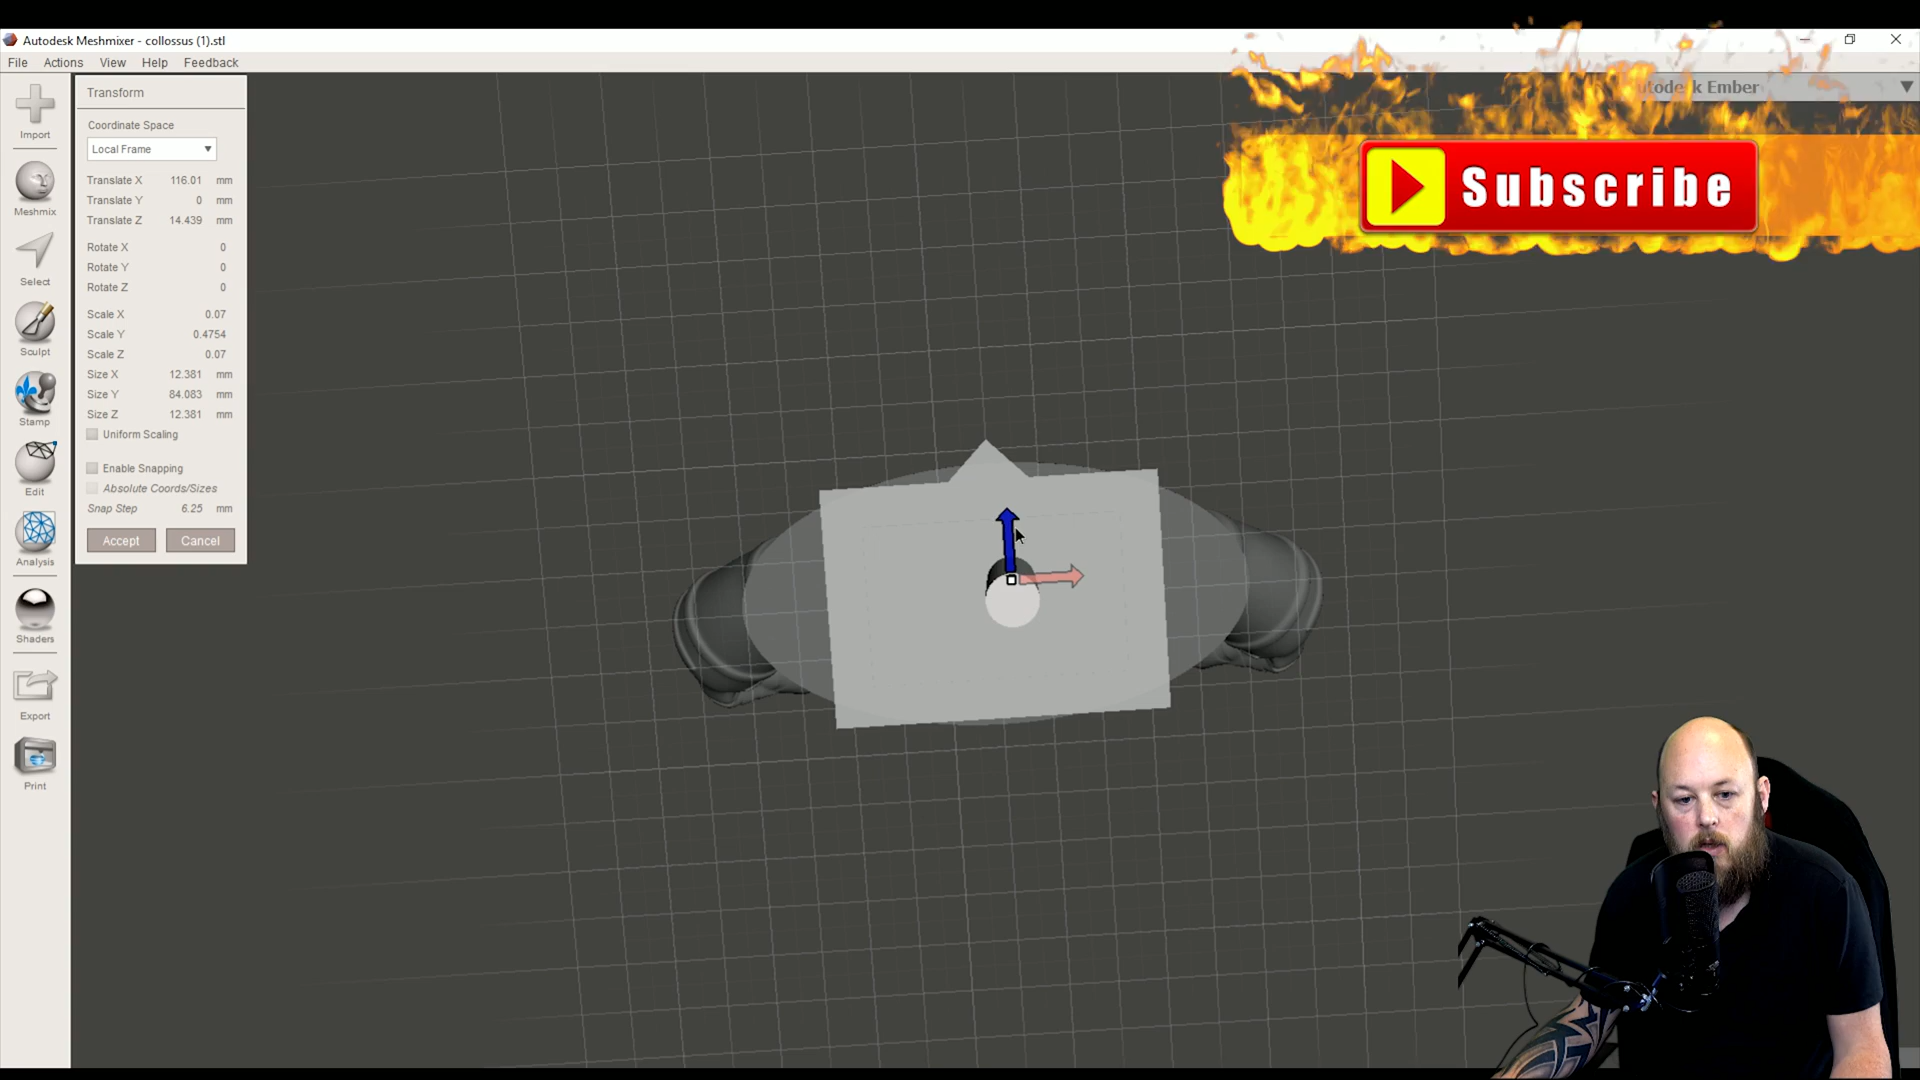 Autodesk Meshmixer - collossus (1).stl
File Actions View Help Feedback
Import
Meshmix
Select
Sculpt
Stamp
Edit
Analysis
Shaders
Export
Print
Transform
Coordinate Space
Local Frame
Translate X 116.01 mm
Translate Y 0 mm
Translate Z 14.439 mm
Rotate X 0
Rotate Y 0
Rotate Z 0
Scale X 0.07
Scale Y 0.4754
Scale Z 0.07
Size X 12.381 mm
Size Y 84.083 mm
Size Z 12.381 mm
Uniform Scaling
Enable Snapping
Absolute Coords/Sizes
Snap Step 6.25 mm
Accept Cancel
utodesk Ember
Subscribe